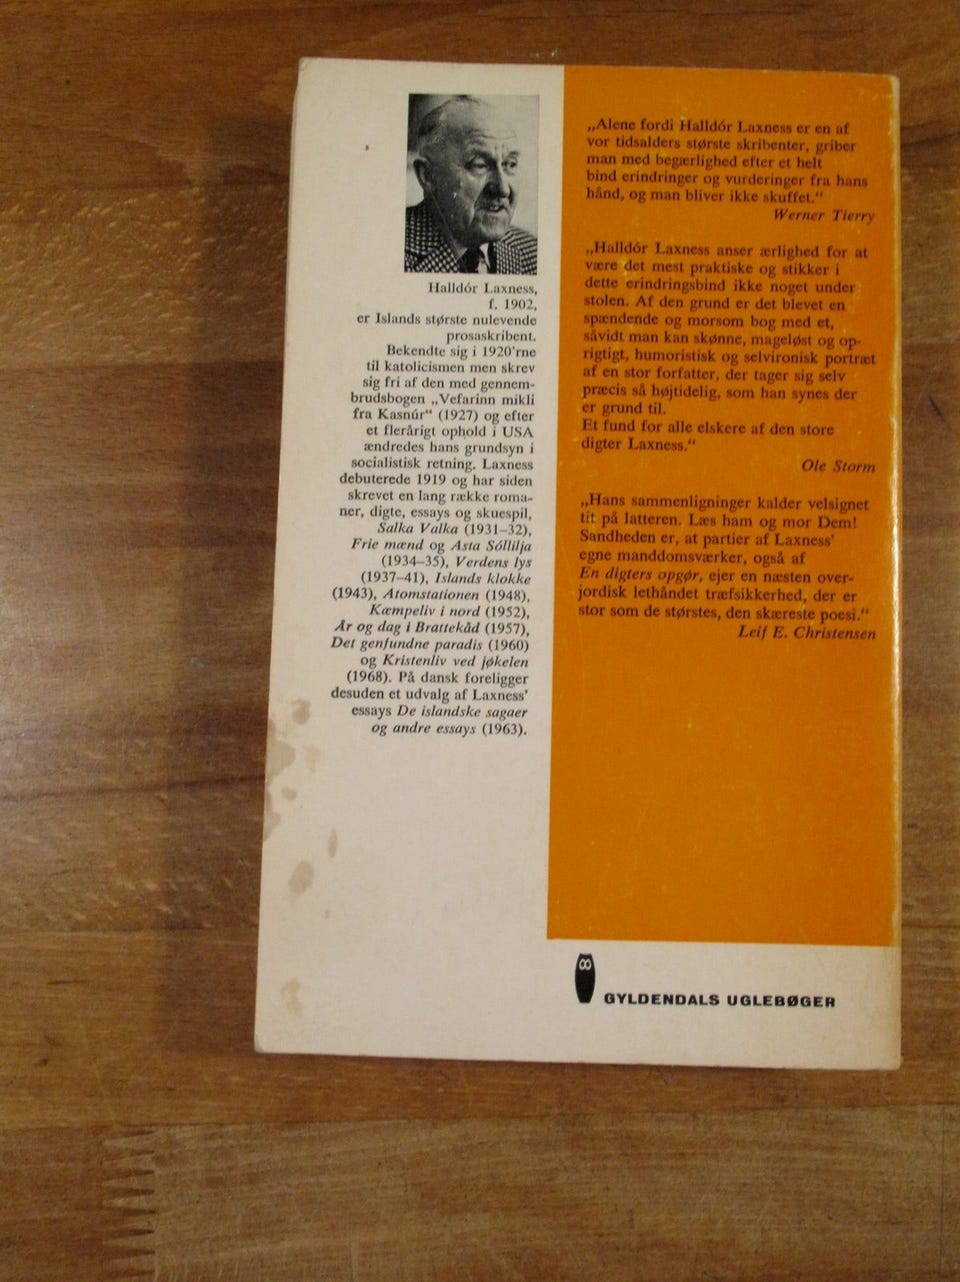 Halldór Laxness,
f. 1902,
er Islands største nulevende
prosaskribent.
Bekendte sig i 1920'rne
til katolicismen men skrev
sig fri af den med gennem-
brudsbogen „Vefarinn mikli
fra Kasnúr“ (1927) og efter
et flerårigt ophold i USA
ændredes hans grundsyn i
socialistisk retning. Laxness
debuterede 1919 og har siden
skrevet en lang række roma-
ner, digte, essays og skuespil,
Salka Valka (1931–32),
Frie mænd og Asta Sóllilja
(1934–35), Verdens lys
(1937–41), Islands klokke
(1943), Atomstationen (1948),
Kæmpeliv i nord (1952),
År og dag i Brattekåd (1957),
Det genfundne paradis (1960)
og Kristenliv ved jøkelen
(1968). På dansk foreligger
desuden et udvalg af Laxness'
essays De islandske sagaer
og andre essays (1963).
„Alene fordi Halldór Laxness er en af
vor tidsalders største skribenter, griber
man med begærlighed efter et helt
bind erindringer og vurderinger fra hans
hånd, og man bliver ikke skuffet.“
Werner Tierry
„Halldór Laxness anser ærlighed for at
være det mest praktiske og stikker i
dette erindringsbind ikke noget under
stolen. Af den grund er det blevet en
spændende og morsom bog med et,
såvidt man kan skønne, mageløst og op-
rigtigt, humoristisk og selvironisk portræt
af en stor forfatter, der tager sig selv
præcis så højtidelig, som han synes der
er grund til.
Et fund for alle elskere af den store
digter Laxness.“
Ole Storm
„Hans sammenligninger kalder velsignet
tit på latteren. Læs ham og mor Dem!
Sandheden er, at partier af Laxness'
egne manddomsværker, også af
En digters opgør, ejer en næsten over-
jordisk lethåndet træfsikkerhed, der er
stor som de størstes, den skæreste poesi.“
Leif E. Christensen
GYLDENDALS UGLEBØGER